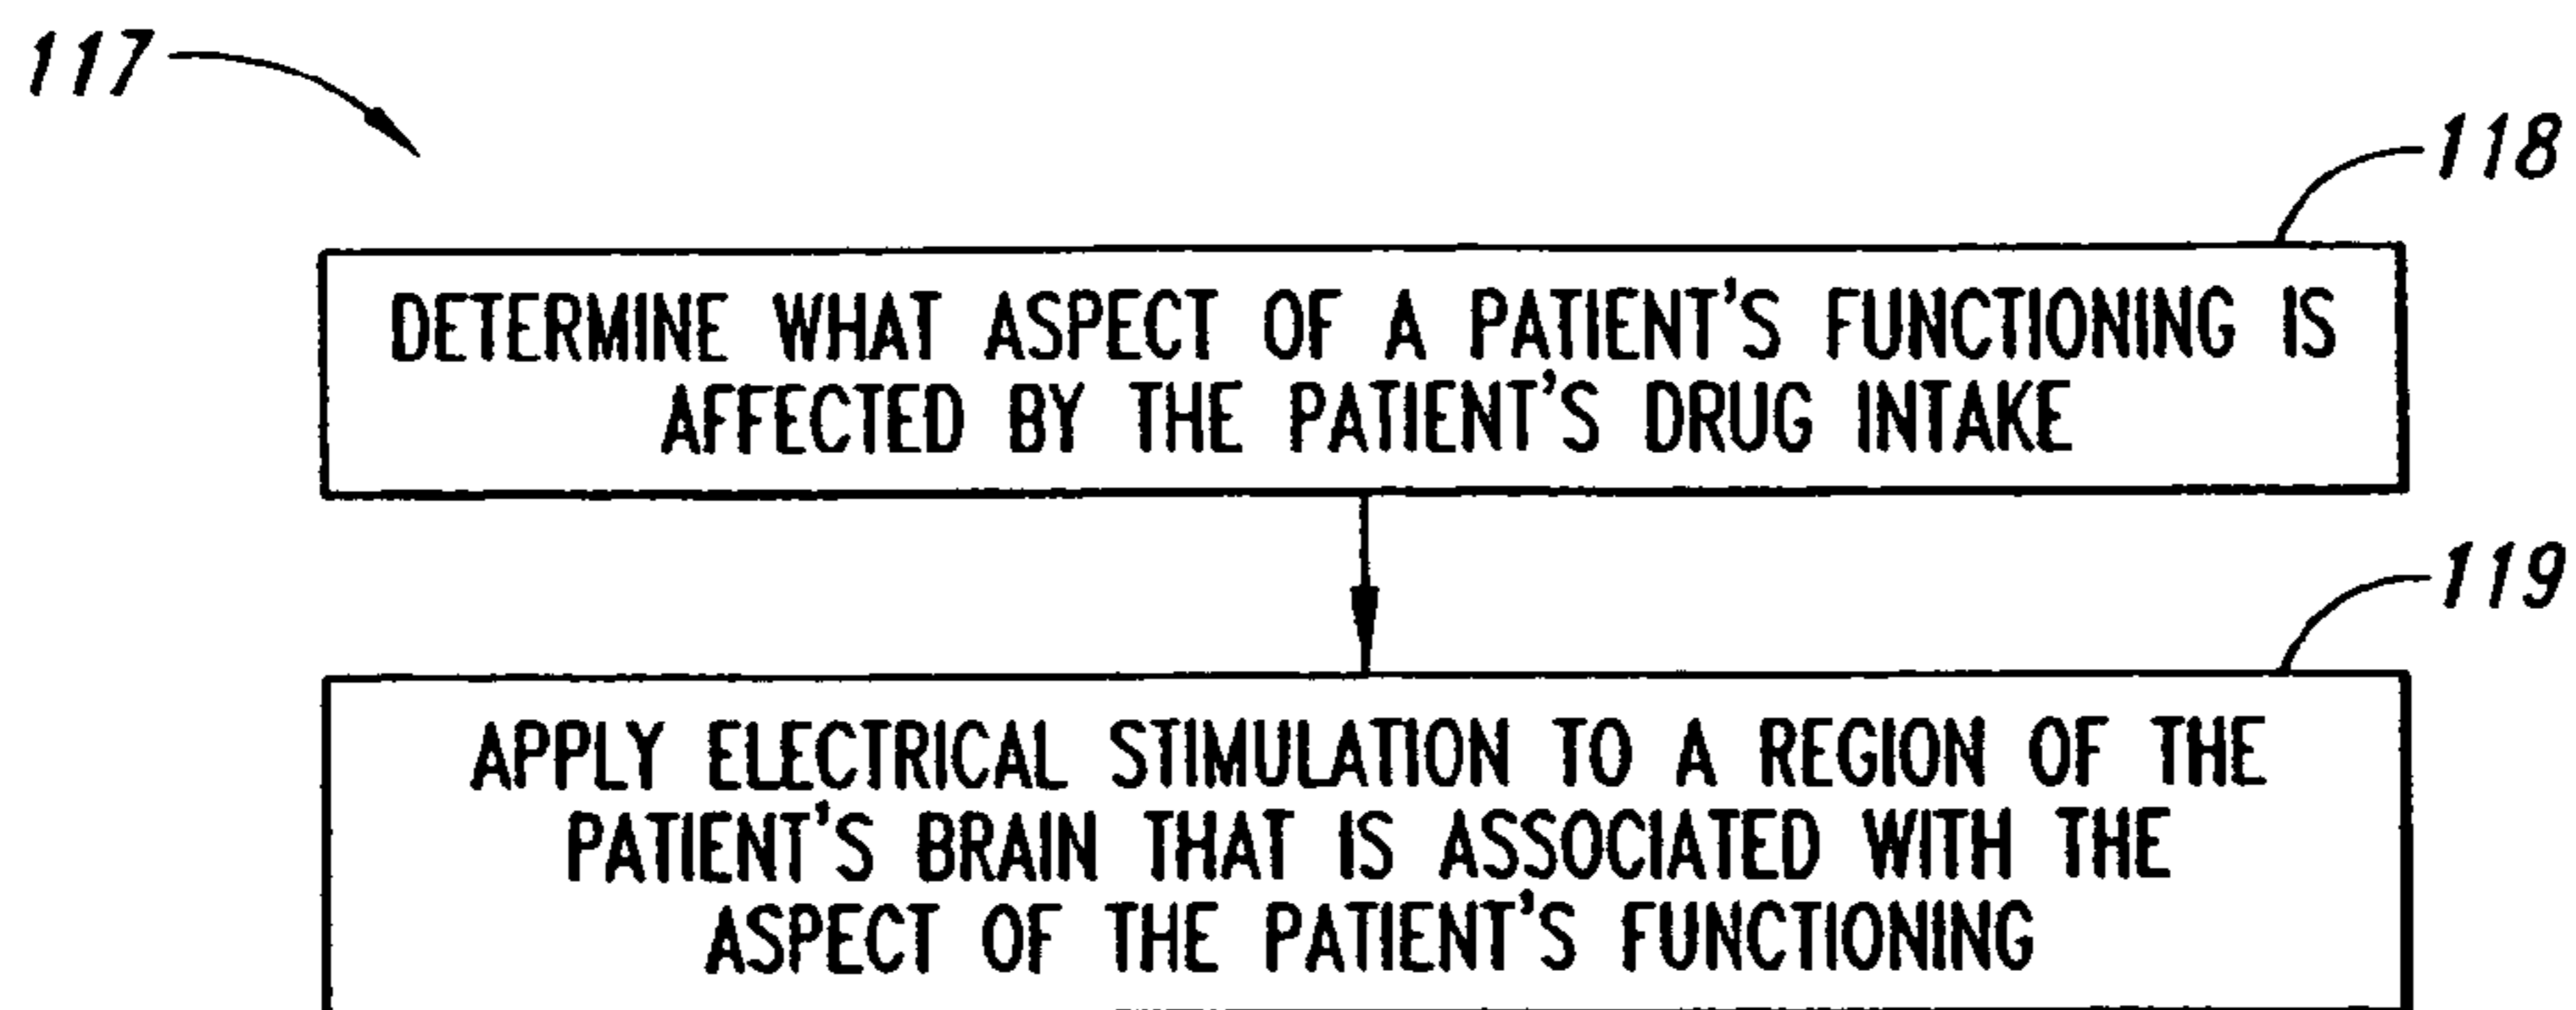 117
118
DETERMINE WHAT ASPECT OF A PATIENT'S FUNCTIONING IS
AFFECTED BY THE PATIENT'S DRUG INTAKE
119
APPLY ELECTRICAL STIMULATION TO A REGION OF THE
PATIENT'S BRAIN THAT IS ASSOCIATED WITH THE
ASPECT OF THE PATIENT'S FUNCTIONING